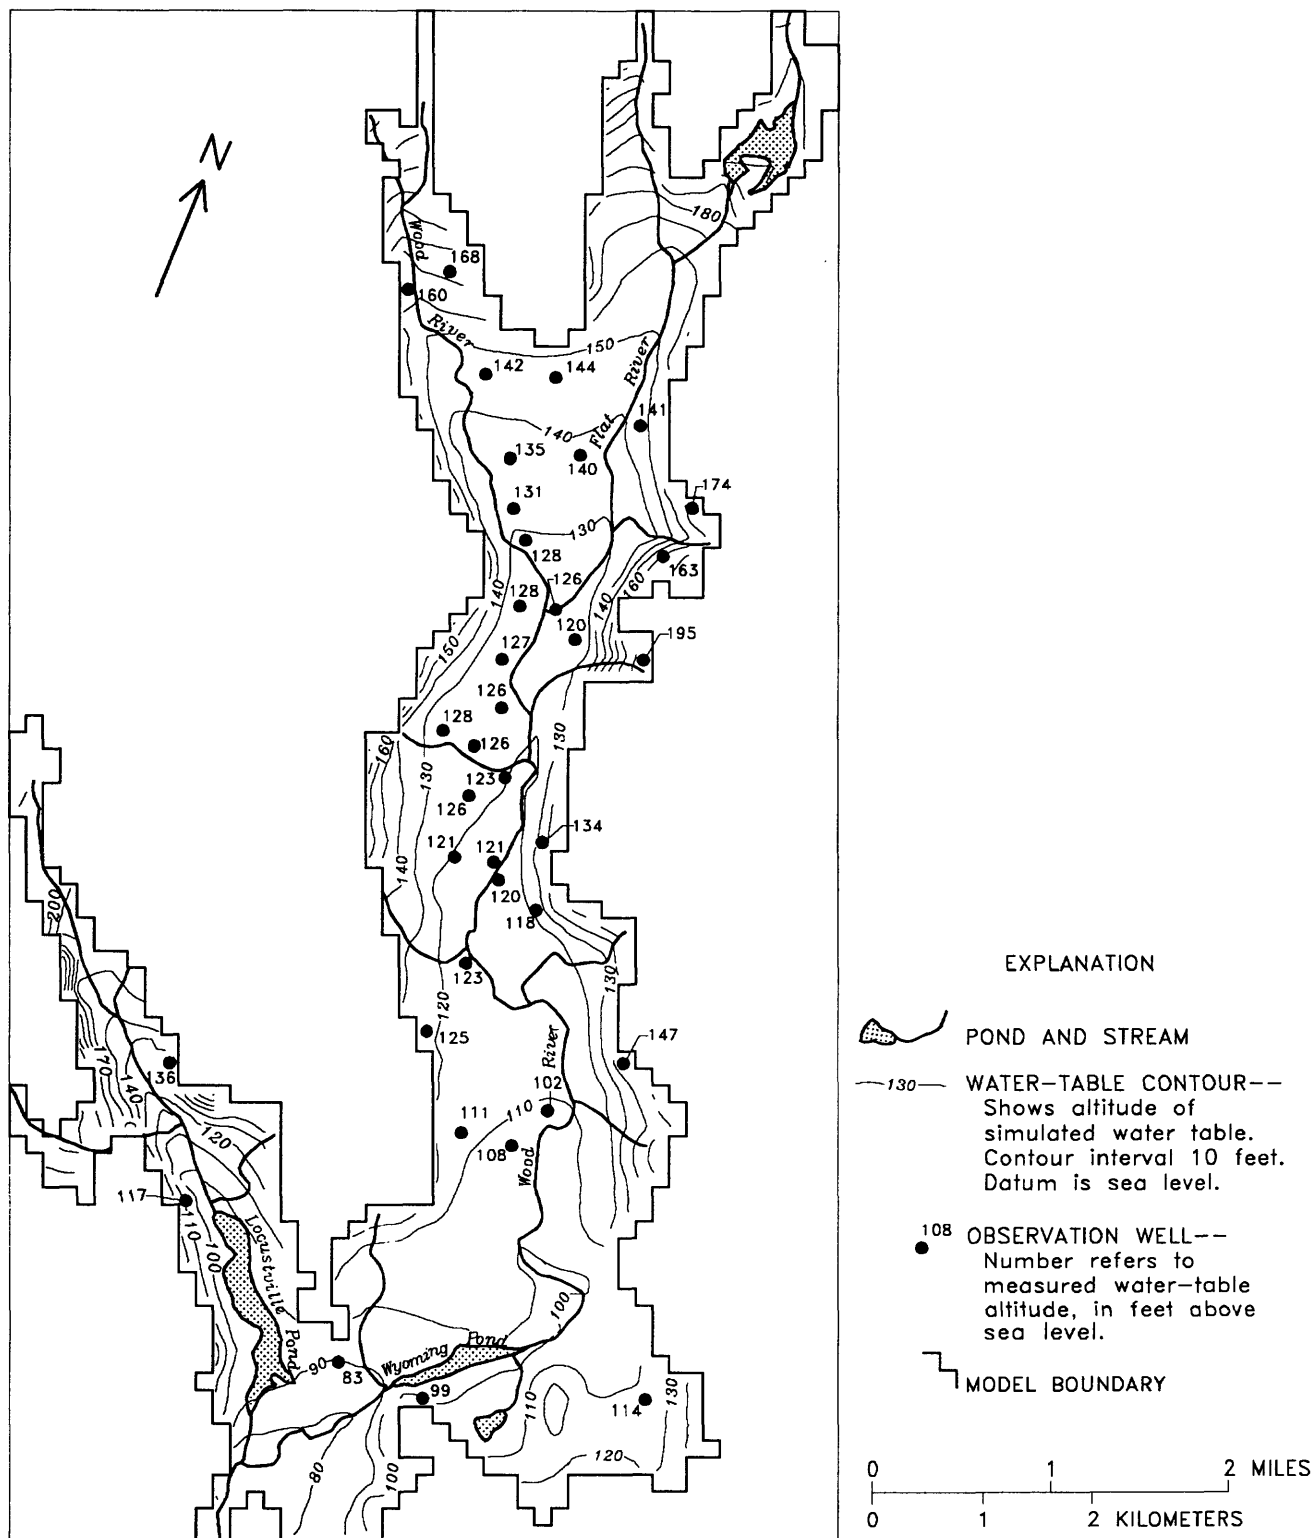 N
180
Wood
168
160
River
150
River
142
144
141
Flat
140
135
140
174
131
130
128
126
163
160
128
140
140
120
195
150
127
126
130
128
126
160
123
130
126
134
121
121
140
120
200
118
123
130
120
125
River
147
170
136
102
140
110
111
120
108
Wood
117
110
Locustville
100
100
Pond
Wyoming Pond
90
83
99
110
114
130
120
80
100
EXPLANATION
POND AND STREAM
130 WATER-TABLE CONTOUR--
Shows altitude of
simulated water table.
Contour interval 10 feet.
Datum is sea level.
108 OBSERVATION WELL--
Number refers to
measured water-table
altitude, in feet above
sea level.
MODEL BOUNDARY
0 1 2 MILES
0 1 2 KILOMETERS